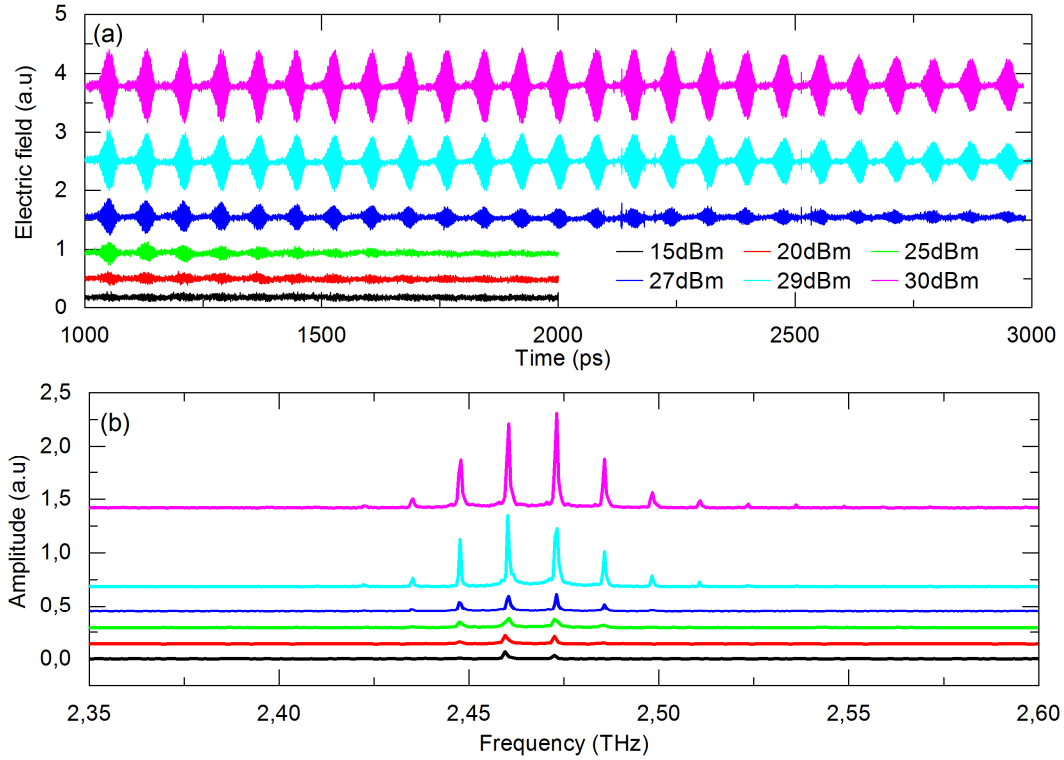 (a)
Electric field (a.u)
5
4
3
2
1
0
15dBm 20dBm 25dBm
27dBm 29dBm 30dBm
1000 1500 2000 2500 3000
Time (ps)
(b)
Amplitude (a.u)
2,5
2,0
1,5
1,0
0,5
0,0
2,35 2,40 2,45 2,50 2,55 2,60
Frequency (THz)